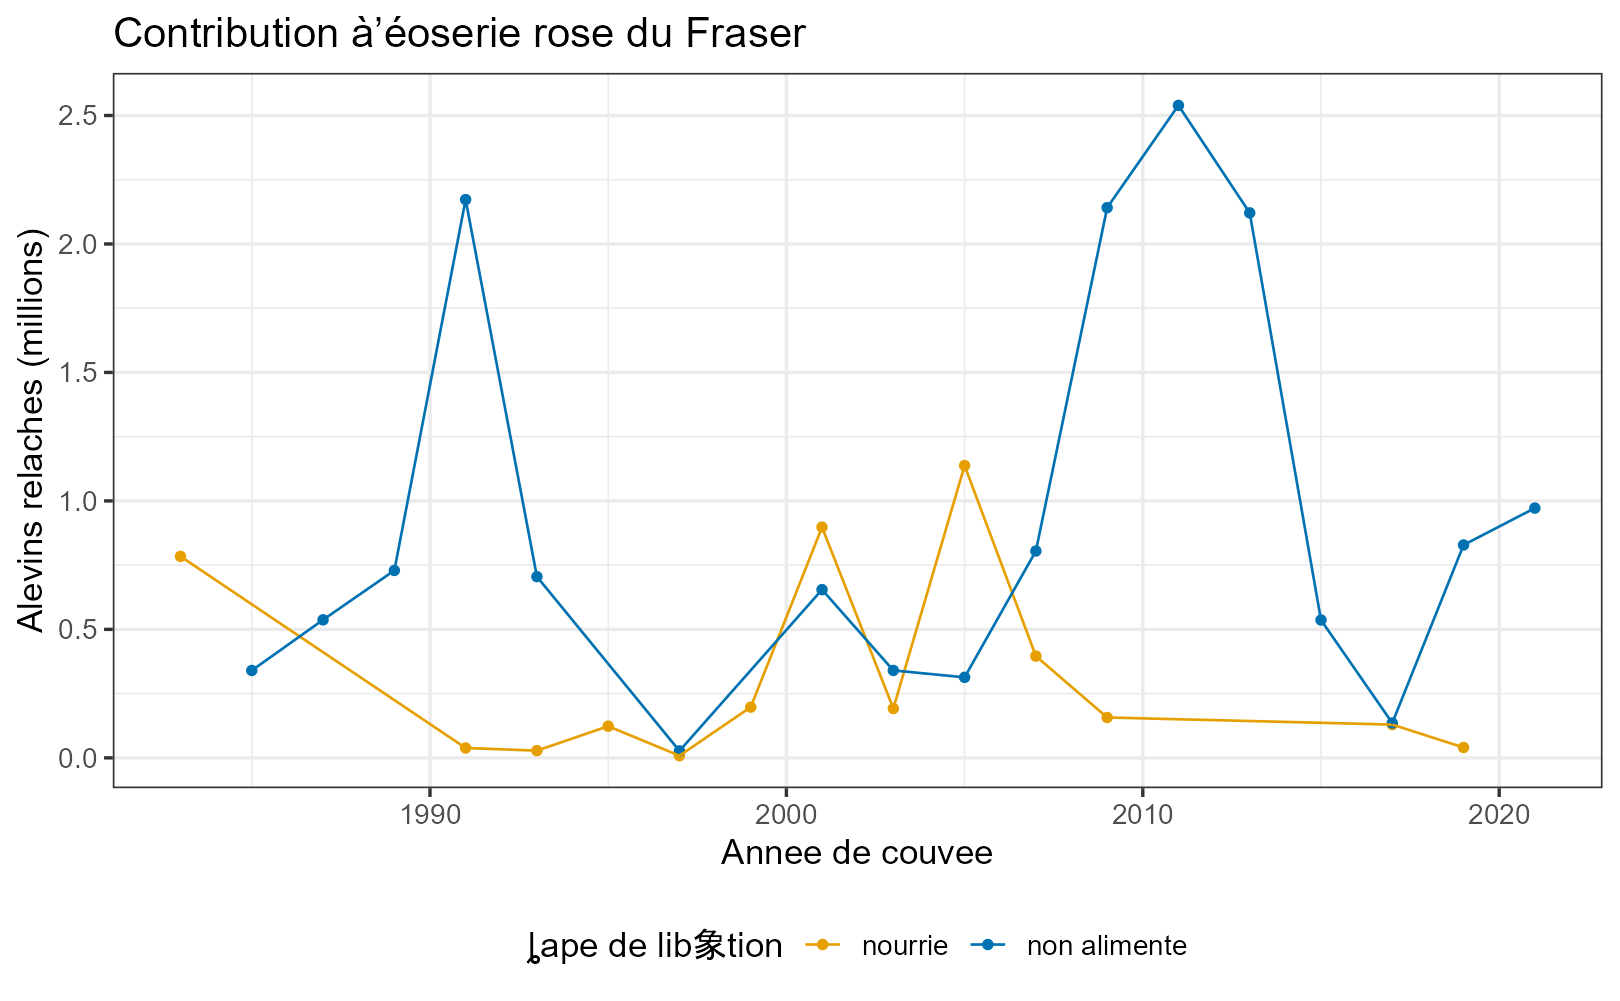 Contribution à’éoserie rose du Fraser
2.5
2.0
1.5
1.0
0.5
0.0
Alevins relaches (millions)
1990 2000 2010 2020
Annee de couvee
de lib象tion nourrie non alimente